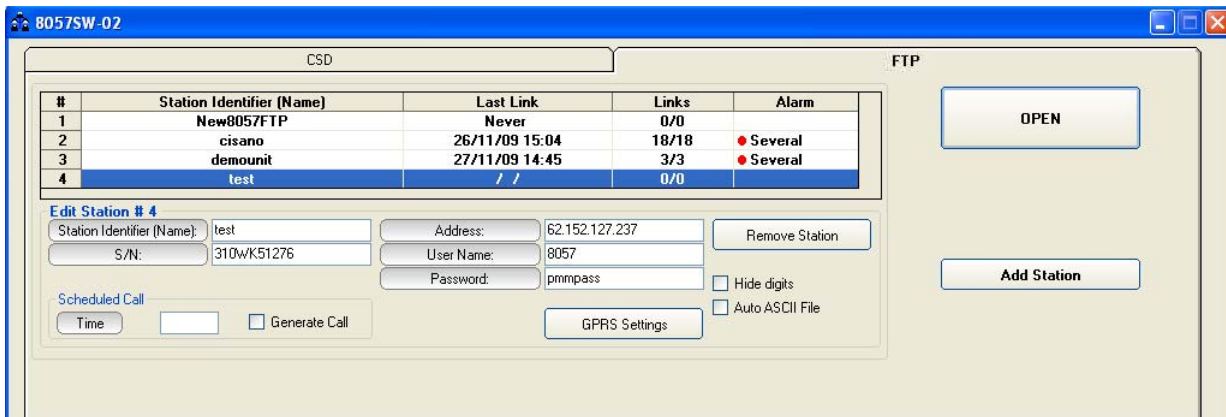 8057SW-02
CSD FTP
# Station Identifier (Name) Last Link Links Alarm
1 New8057FTP Never 0/0
2 cisano 26/11/09 15:04 18/18 Several
3 demounit 27/11/09 14:45 3/3 Several
4 test / / 0/0
OPEN
Edit Station # 4
Station Identifier (Name): test Address: 62.152.127.237 Remove Station
S/N: 310WK51276 User Name: 8057
Password: pmmpass Hide digits
Add Station
Scheduled Call Auto ASCII File
Time Generate Call GPRS Settings